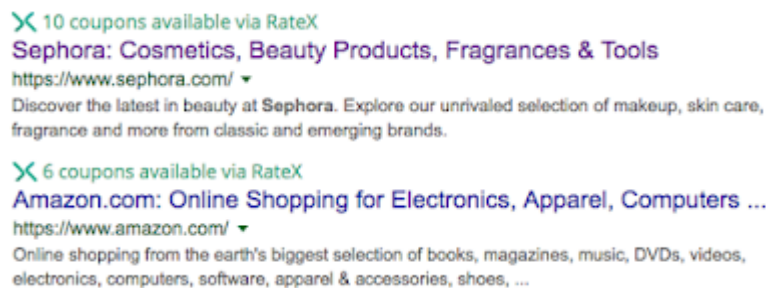 10 coupons available via RateX
Sephora: Cosmetics, Beauty Products, Fragrances & Tools
https://www.sephora.com/
Discover the latest in beauty at Sephora. Explore our unrivaled selection of makeup, skin care,
fragrance and more from classic and emerging brands.
6 coupons available via RateX
Amazon.com: Online Shopping for Electronics, Apparel, Computers ...
https://www.amazon.com/
Online shopping from the earth's biggest selection of books, magazines, music, DVDs, videos,
electronics, computers, software, apparel & accessories, shoes, ...